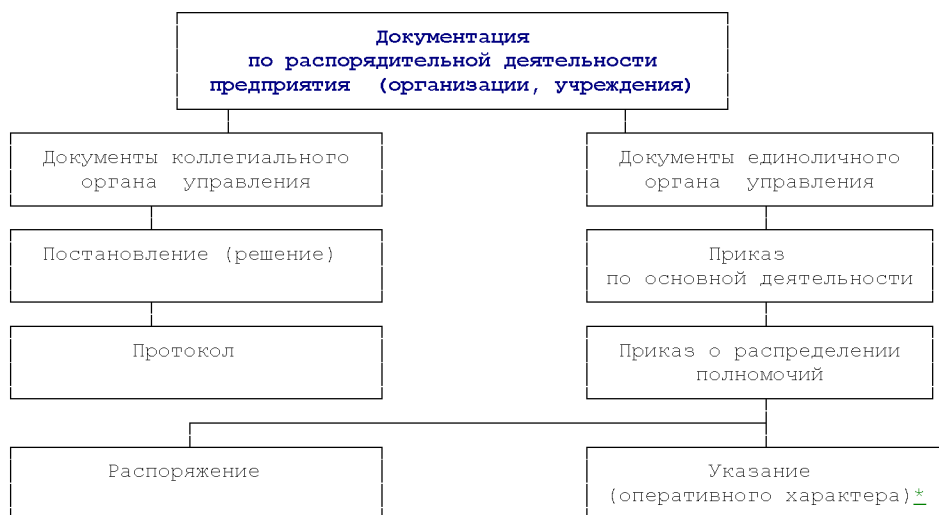 Документация
по распорядительной деятельности
предприятия (организации, учреждения)
Документы коллегиального
органа управления
Документы единоличного
органа управления
Постановление (решение)
Приказ
по основной деятельности
Протокол
Приказ о распределении
полномочий
Распоряжение
Указание
(оперативного характера)*